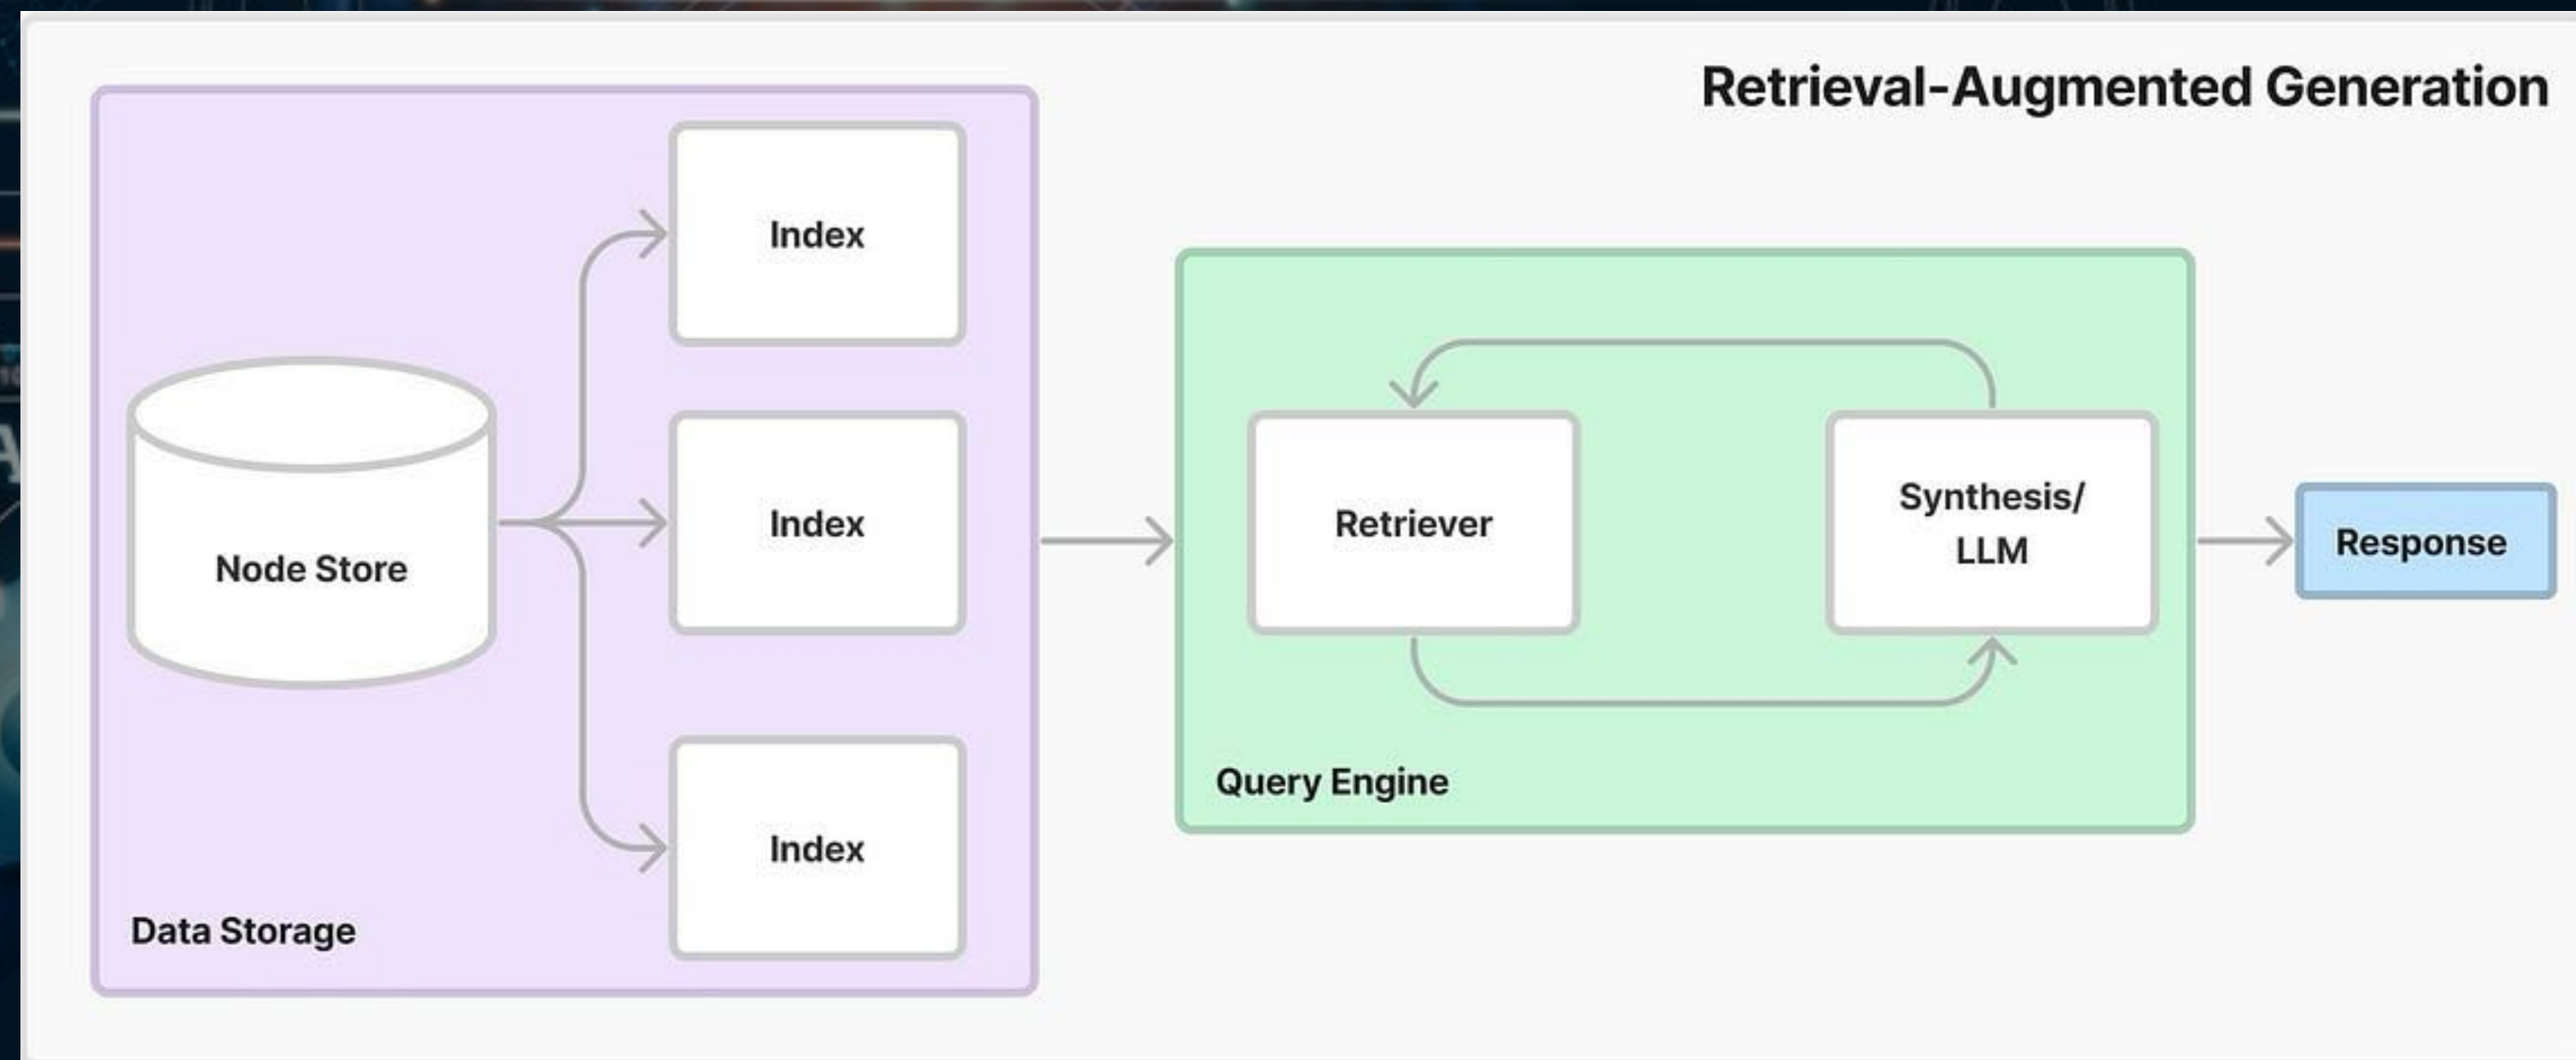 Retrieval-Augmented Generation
Index
Index
Node Store
Index
Data Storage
Retriever
Synthesis/
LLM
Query Engine
Response